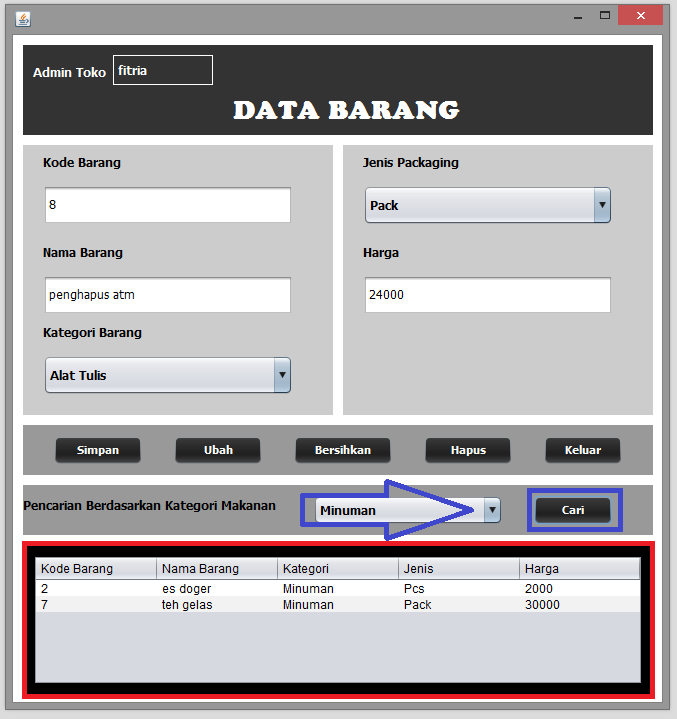 Admin Toko fitria
DATA BARANG
Kode Barang
8
Nama Barang
penghapus atm
Kategori Barang
Alat Tulis
Jenis Packaging
Pack
Harga
24000
Simpan Ubah Bersihkan Hapus Keluar
Pencarian Berdasarkan Kategori Makanan Minuman Cari
Kode Barang Nama Barang Kategori Jenis Harga
2 es doger Minuman Pcs 2000
7 teh gelas Minuman Pack 30000